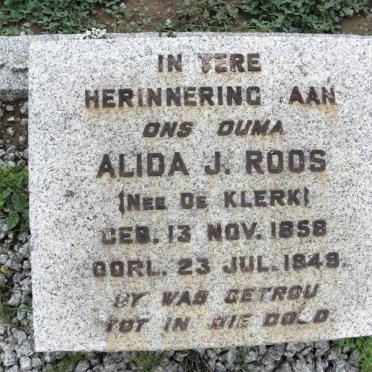 IN TERE
HERINNERING AAN
ONS OUMA
ALIDA J. ROOS
(NEE DE KLERK)
GEB. 13 NOV. 1858
OORL. 23 JUL. 1949.
SY WAS GETROU
TOT IN DIE DOOD.